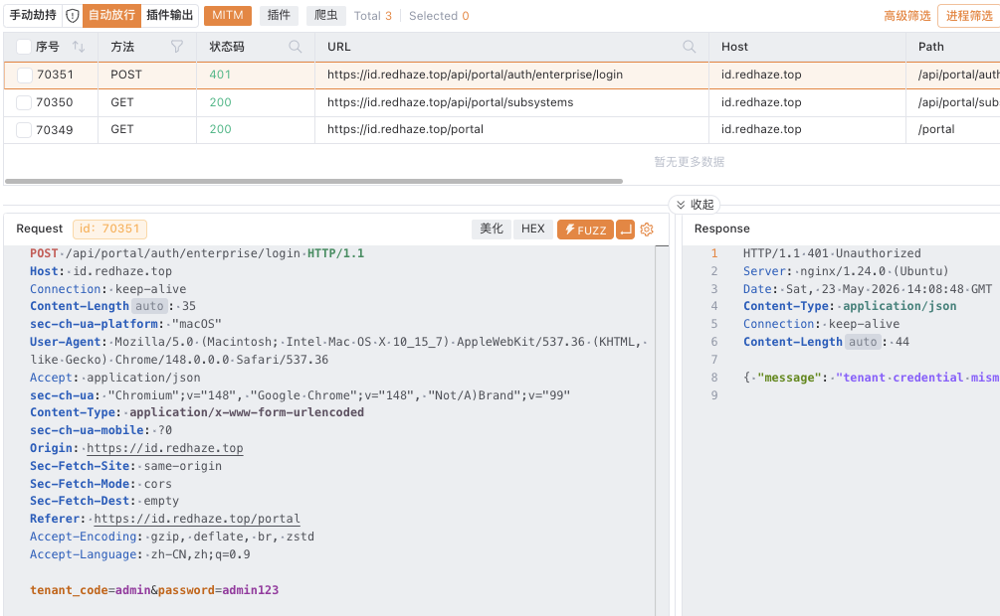 手动劫持 自动放行 插件输出 MITM 插件 爬虫 Total 3 Selected 0 高级筛选 进程筛选
序号 方法 状态码 URL Host Path
70351 POST 401 https://id.redhaze.top/api/portal/auth/enterprise/login id.redhaze.top /api/portal/auth
70350 GET 200 https://id.redhaze.top/api/portal/subsystems id.redhaze.top /api/portal/sub
70349 GET 200 https://id.redhaze.top/portal id.redhaze.top /portal
暂无更多数据
收起
Request id: 70351 美化 HEX FUZZ
POST /api/portal/auth/enterprise/login HTTP/1.1
Host: id.redhaze.top
Connection: keep-alive
Content-Length auto : 35
sec-ch-ua-platform: "macOS"
User-Agent: Mozilla/5.0 (Macintosh; Intel Mac OS X 10_15_7) AppleWebKit/537.36 (KHTML,
like Gecko) Chrome/148.0.0.0 Safari/537.36
Accept: application/json
sec-ch-ua: "Chromium";v="148", "Google Chrome";v="148", "Not/A)Brand";v="99"
Content-Type: application/x-www-form-urlencoded
sec-ch-ua-mobile: ?0
Origin: https://id.redhaze.top
Sec-Fetch-Site: same-origin
Sec-Fetch-Mode: cors
Sec-Fetch-Dest: empty
Referer: https://id.redhaze.top/portal
Accept-Encoding: gzip, deflate, br, zstd
Accept-Language: zh-CN,zh;q=0.9
tenant_code=admin&password=admin123
Response
1 HTTP/1.1 401 Unauthorized
2 Server: nginx/1.24.0 (Ubuntu)
3 Date: Sat, 23 May 2026 14:08:48 GMT
4 Content-Type: application/json
5 Connection: keep-alive
6 Content-Length auto : 44
7
8 { "message": "tenant credential mism
9